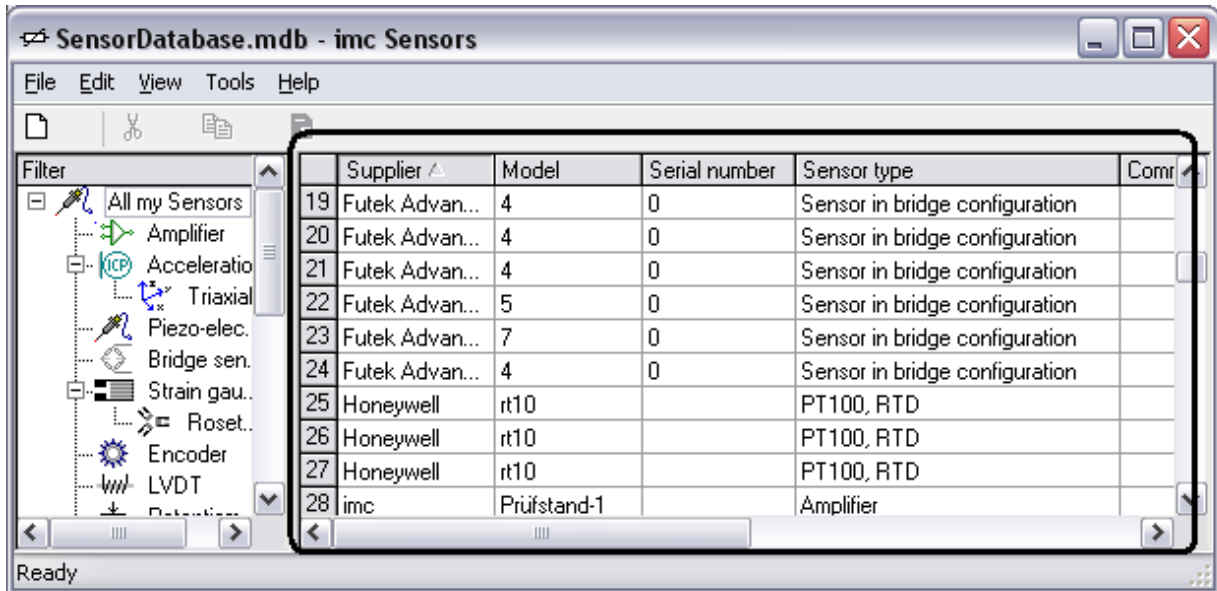 SensorDatabase.mdb - imc Sensors
File Edit View Tools Help
Filter
All my Sensors
Amplifier
ICP Acceleratio
Triaxial
Piezo-elec.
Bridge sen.
Strain gau..
Roset..
Encoder
LVDT
Supplier Model Serial number Sensor type Comr
19 Futek Advan... 4 0 Sensor in bridge configuration
20 Futek Advan... 4 0 Sensor in bridge configuration
21 Futek Advan... 4 0 Sensor in bridge configuration
22 Futek Advan... 5 0 Sensor in bridge configuration
23 Futek Advan... 7 0 Sensor in bridge configuration
24 Futek Advan... 4 0 Sensor in bridge configuration
25 Honeywell rt10 PT100, RTD
26 Honeywell rt10 PT100, RTD
27 Honeywell rt10 PT100, RTD
28 imc Prüfstand-1 Amplifier
Ready